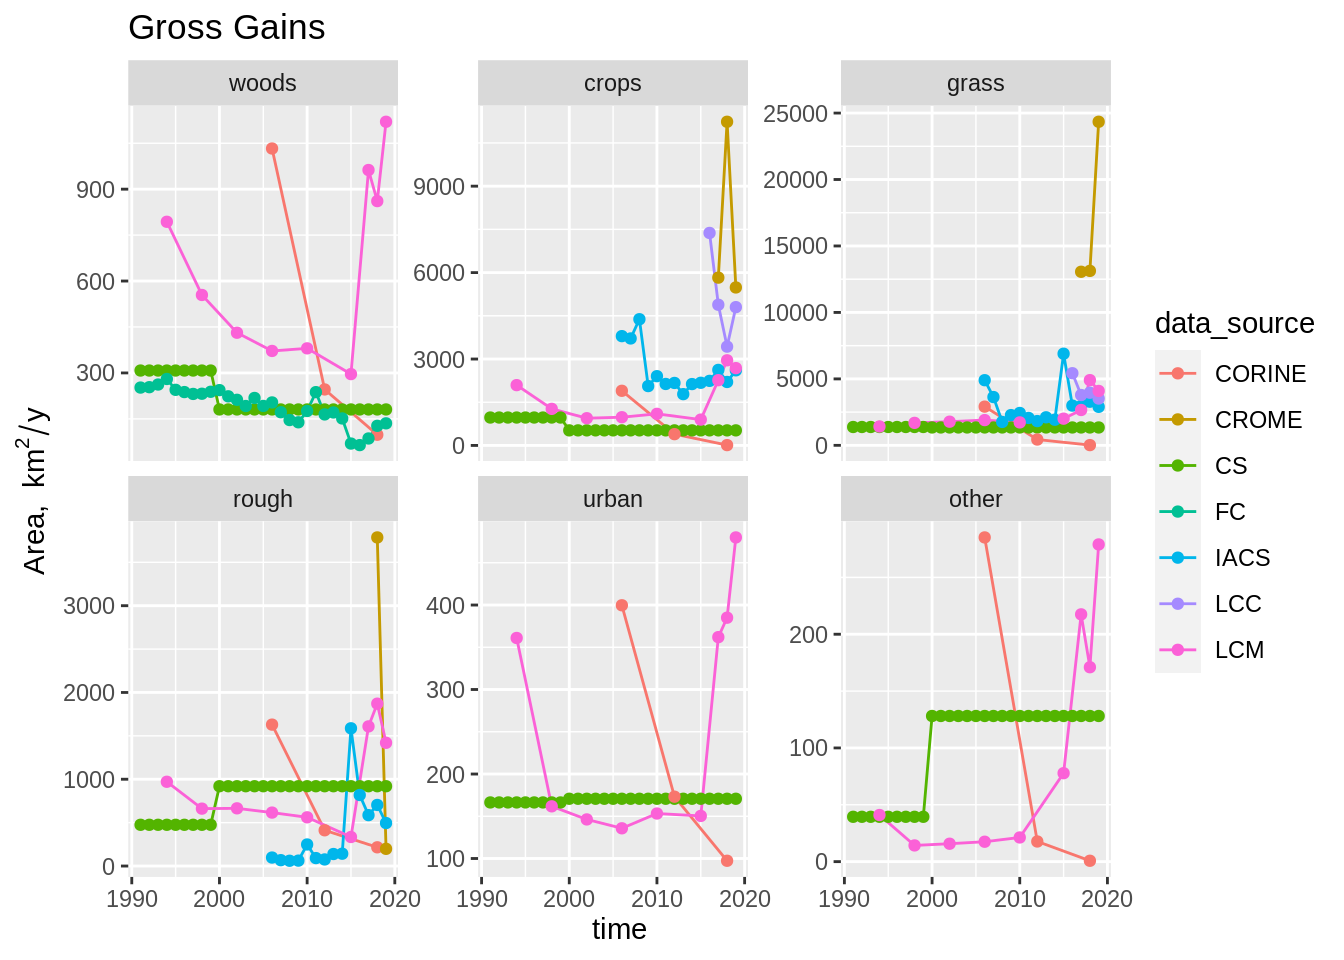 Gross Gains
woods
crops
grass
900
600
300
9000
6000
3000
0
25000
20000
15000
10000
5000
0
Area, km2/y
rough
urban
other
3000
2000
1000
0
400
300
200
100
200
100
0
1990 2000 2010 2020
1990 2000 2010 2020
1990 2000 2010 2020
time
data_source
CORINE
CROME
CS
FC
IACS
LCC
LCM